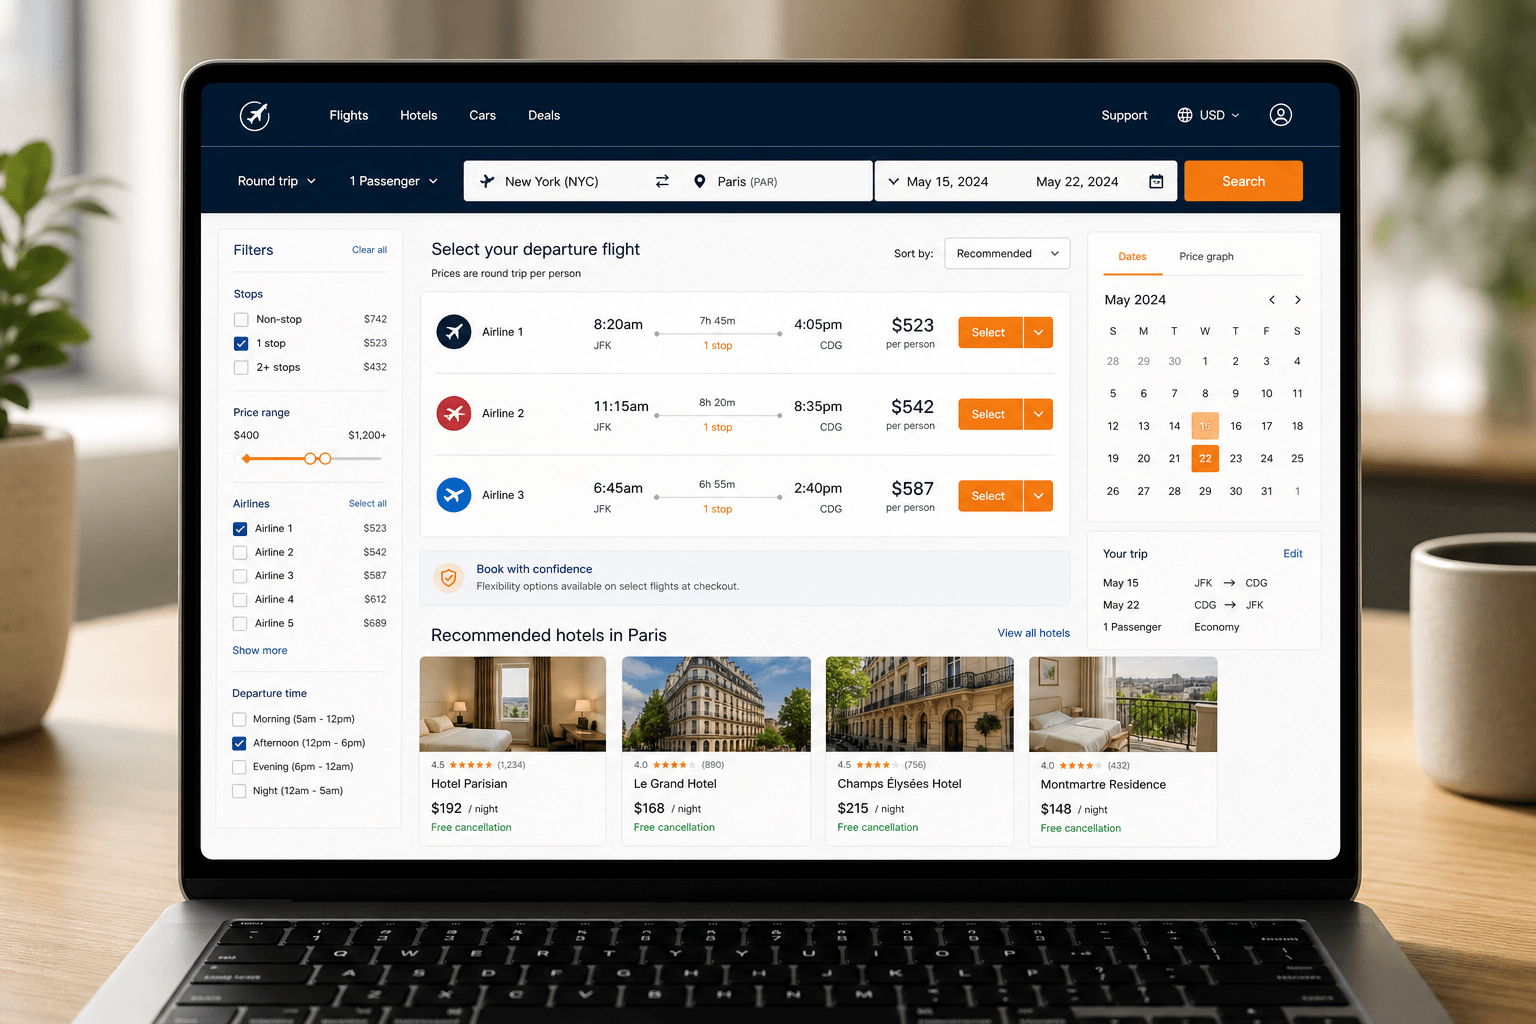 Flights Hotels Cars Deals Support USD
Round trip 1 Passenger New York (NYC) Paris (PAR) May 15, 2024 May 22, 2024 Search
Filters Clear all
Stops
Non-stop $742
1 stop $523
2+ stops $432
Price range
$400 $1,200+
Airlines Select all
Airline 1 $523
Airline 2 $542
Airline 3 $587
Airline 4 $612
Airline 5 $689
Show more
Departure time
Morning (5am - 12pm)
Afternoon (12pm - 6pm)
Evening (6pm - 12am)
Night (12am - 5am)
Select your departure flight
Prices are round trip per person
Sort by: Recommended
Airline 1 8:20am JFK 7h 45m 1 stop 4:05pm CDG $523 per person Select
Airline 2 11:15am JFK 8h 20m 1 stop 8:35pm CDG $542 per person Select
Airline 3 6:45am JFK 6h 55m 1 stop 2:40pm CDG $587 per person Select
Book with confidence
Flexibility options available on select flights at checkout.
Recommended hotels in Paris View all hotels
4.5 (1,234)
Hotel Parisian
$192 / night
Free cancellation
4.0 (890)
Le Grand Hotel
$168 / night
Free cancellation
4.5 (756)
Champs Élysées Hotel
$215 / night
Free cancellation
4.0 (432)
Montmartre Residence
$148 / night
Free cancellation
Dates Price graph
May 2024
S M T W T F S
28 29 30 1 2 3 4
5 6 7 8 9 10 11
12 13 14 15 16 17 18
19 20 21 22 23 24 25
26 27 28 29 30 31 1
Your trip Edit
May 15 JFK → CDG
May 22 CDG → JFK
1 Passenger Economy